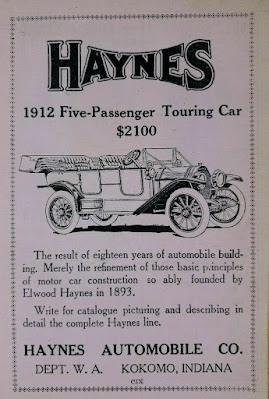 HAYNES
1912 Five-Passenger Touring Car
$2100
The result of eighteen years of automobile build-
ing. Merely the refinement of those basic principles
of motor car construction so ably founded by
Elwood Haynes in 1893.
Write for catalogue picturing and describing in
detail the complete Haynes line.
HAYNES AUTOMOBILE CO.
DEPT. W. A. KOKOMO, INDIANA